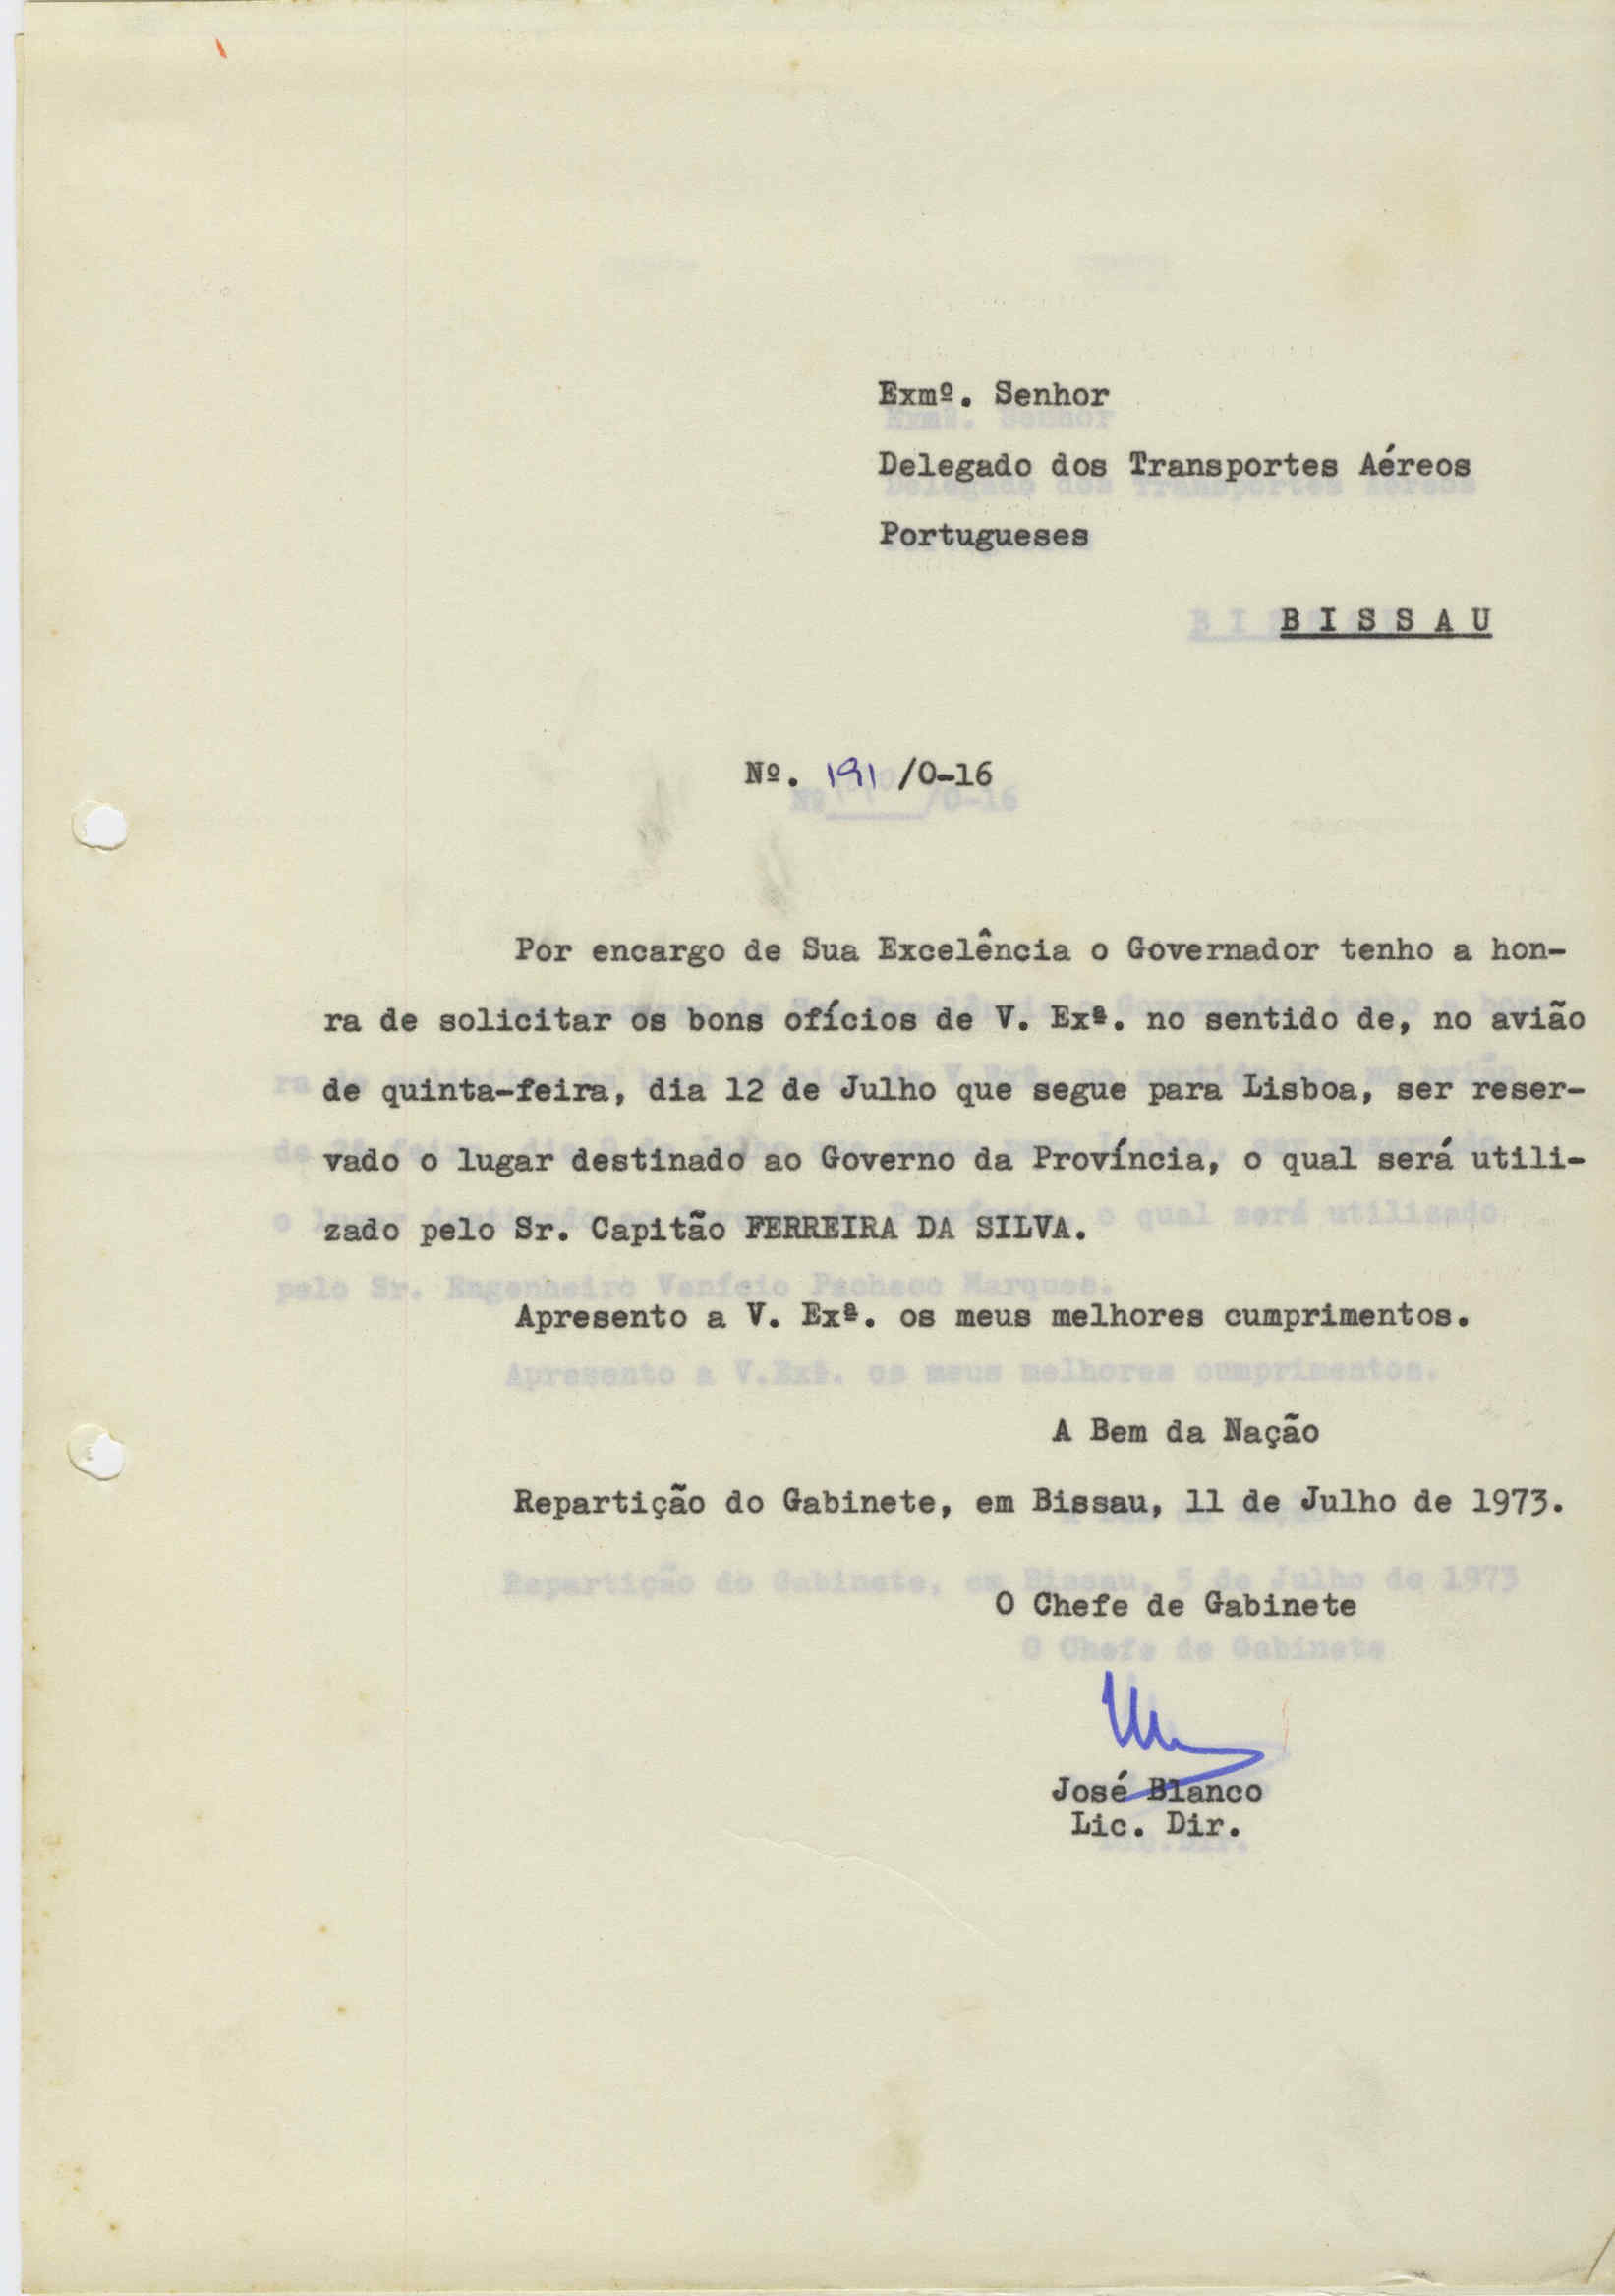 Exmº. Senhor
Delegado dos Transportes Aéreos
Portugueses
B I S S A U
Nº. 191 /0-16
Por encargo de Sua Excelência o Governador tenho a hon-
ra de solicitar os bons ofícios de V. Exª. no sentido de, no avião
de quinta-feira, dia 12 de Julho que segue para Lisboa, ser reser-
vado o lugar destinado ao Governo da Província, o qual será utili-
zado pelo Sr. Capitão FERREIRA DA SILVA.
Apresento a V. Exª. os meus melhores cumprimentos.
A Bem da Nação
Repartição do Gabinete, em Bissau, 11 de Julho de 1973.
O Chefe de Gabinete
José Blanco
Lic. Dir.